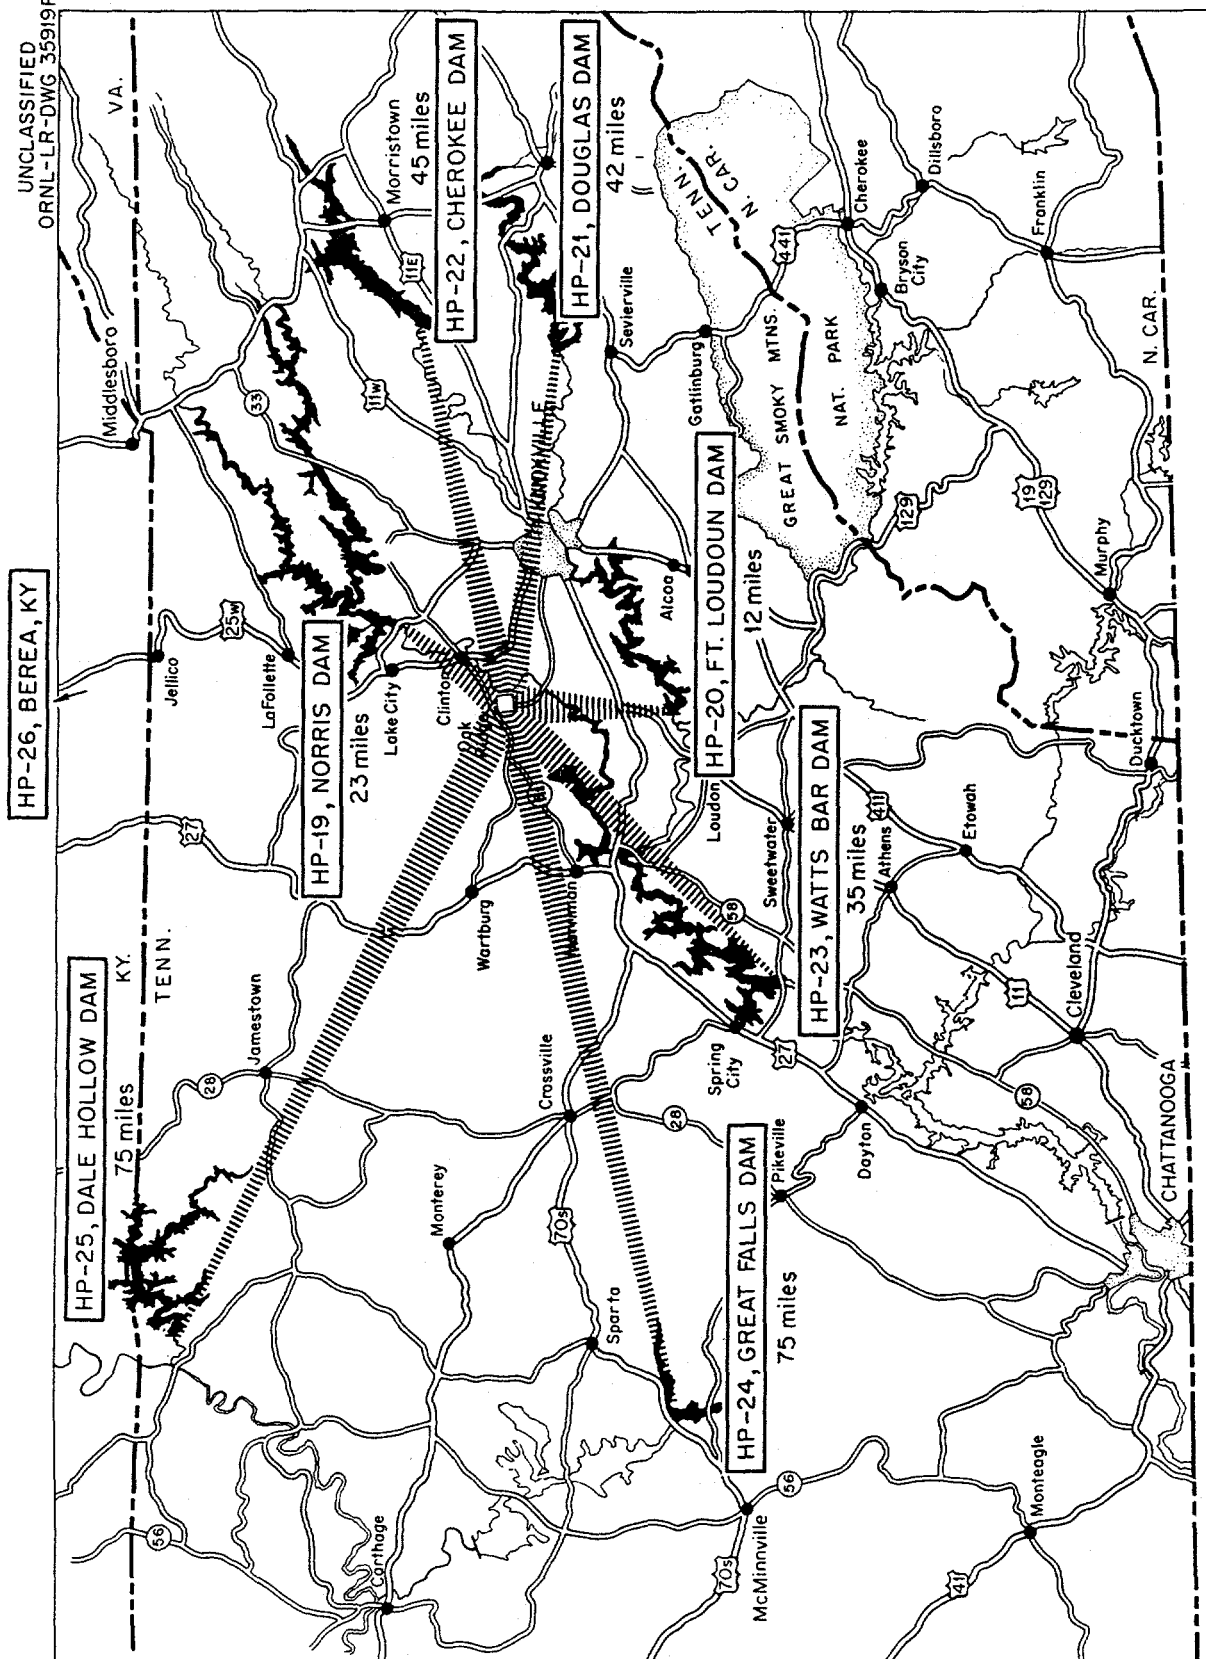 UNCLASSIFIED
ORNL-LR-DWG 35919R
HP-26, BEREA, KY
HP-25, DALE HOLLOW DAM
75 miles
KY.
TENN.
VA.
Middlesboro
Jellico
25W
27
LaFollette
HP-19, NORRIS DAM
23 miles
Lake City
Clinton
Oak
33
11W
Morristown
45 miles
11E
HP-22, CHEROKEE DAM
HP-21, DOUGLAS DAM
42 miles
KNOXVILLE
Sevierville
Gatlinburg
TENN.
N. CAR.
GREAT SMOKY MTNS.
NAT. PARK
441
Cherokee
Dillsboro
Bryson
City
Franklin
N. CAR.
129
19
129
Murphy
Ducktown
Alcoa
HP-20, FT. LOUDOUN DAM
12 miles
Loudon
Sweetwater
HP-23, WATTS BAR DAM
35 miles
Athens
411
Etowah
11
Cleveland
58
58
CHATTANOOGA
Jamestown
28
Wartburg
Harriman
Crossville
Monterey
70S
Sparta
Spring
City
27
28
Pikeville
Dayton
HP-24, GREAT FALLS DAM
75 miles
Carthage
56
56
McMinnville
70S
41
Monteagle